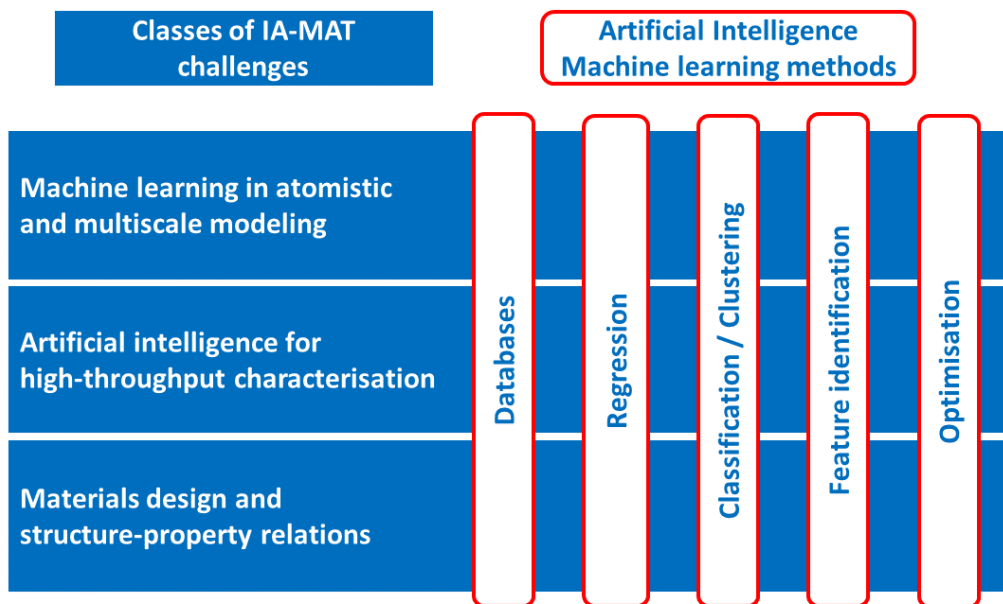 Classes of IA-MAT
challenges
Artificial Intelligence
Machine learning methods
Machine learning in atomistic
and multiscale modeling
Artificial intelligence for
high-throughput characterisation
Materials design and
structure-property relations
Databases
Regression
Classification / Clustering
Feature identification
Optimisation